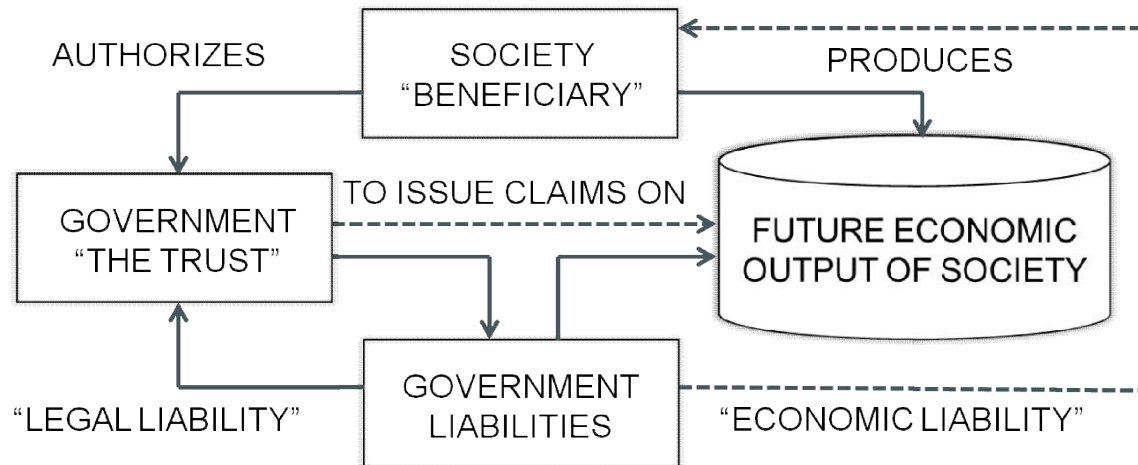 AUTHORIZES
SOCIETY
“BENEFICIARY”
PRODUCES
GOVERNMENT
“THE TRUST”
TO ISSUE CLAIMS ON
FUTURE ECONOMIC
OUTPUT OF SOCIETY
“LEGAL LIABILITY”
GOVERNMENT
LIABILITIES
“ECONOMIC LIABILITY”